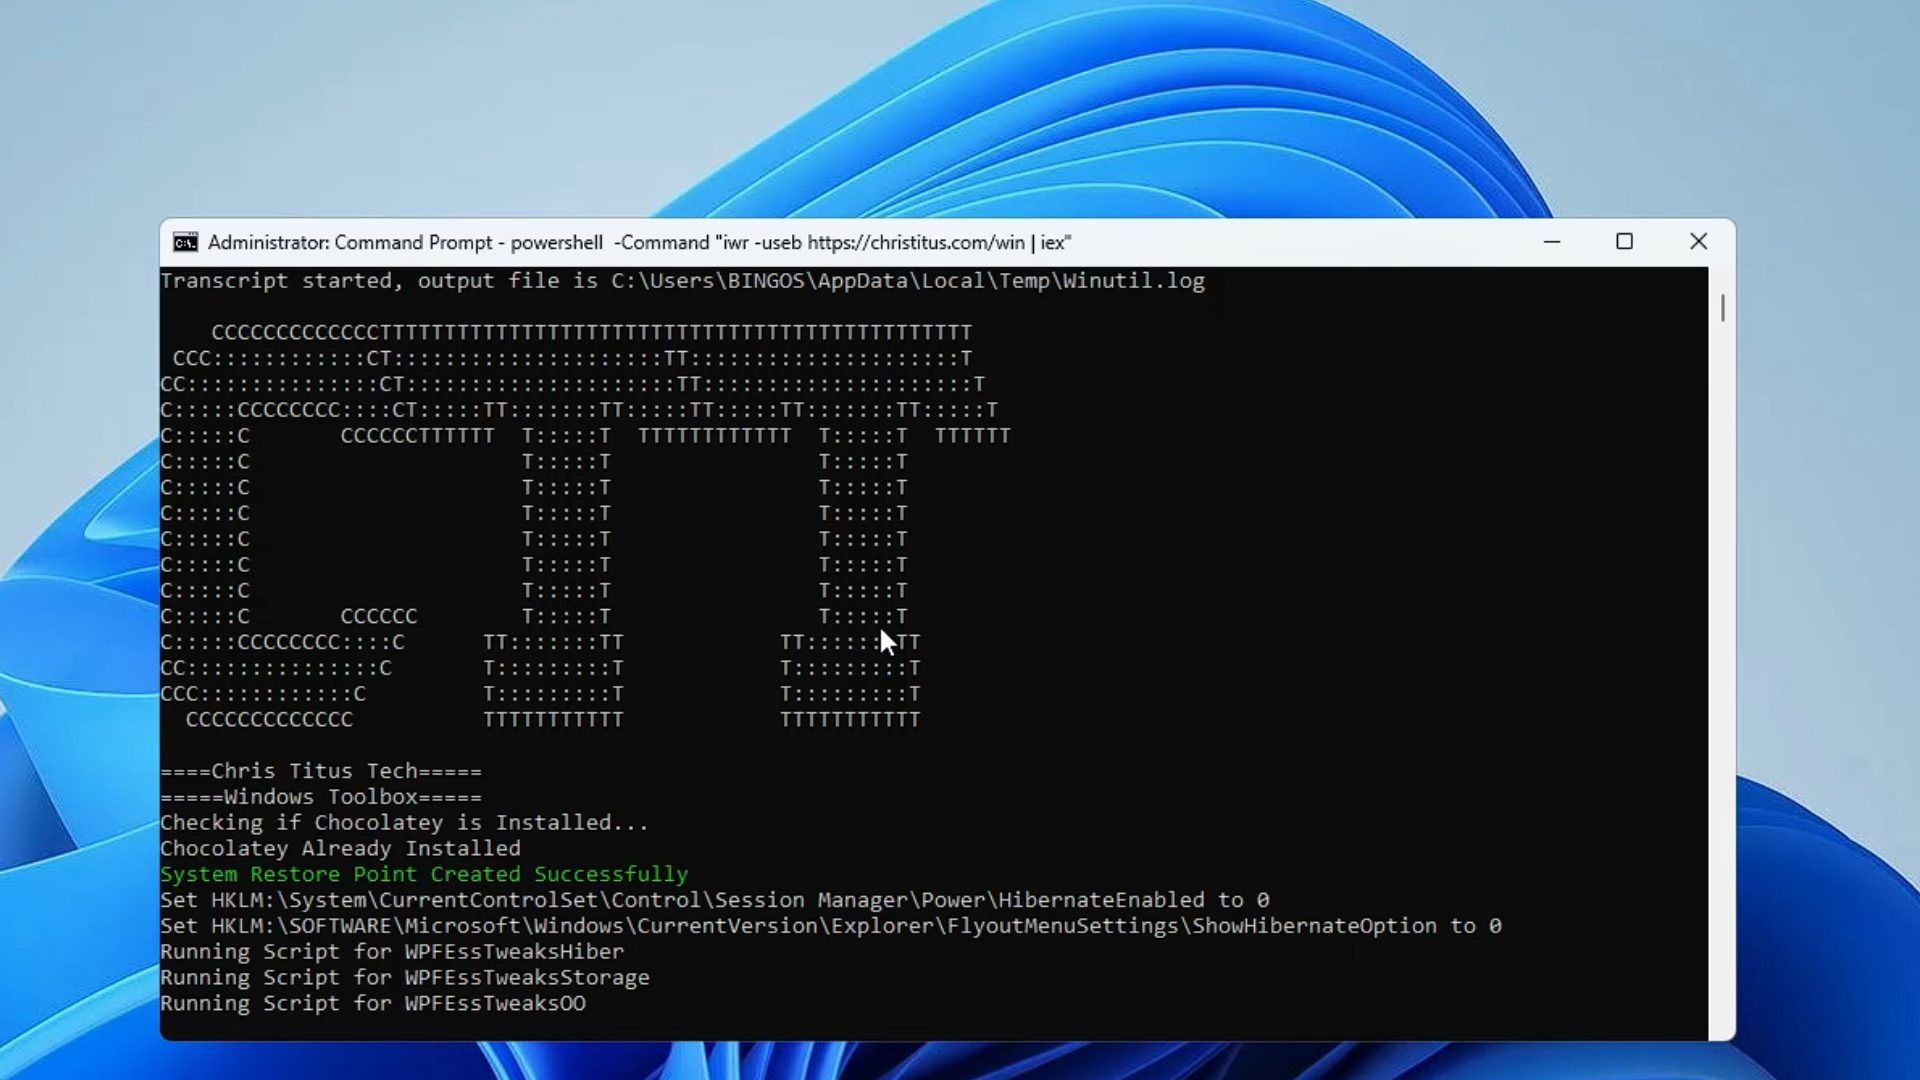 Administrator: Command Prompt - powershell  -Command "iwr -useb https://christitus.com/win | iex"
Transcript started, output file is C:\Users\BINGOS\AppData\Local\Temp\Winutil.log
    CCCCCCCCCCCCCTTTTTTTTTTTTTTTTTTTTTTTTTTTTTTTTTTTTTTTTTTTTTT
 CCC::::::::::::CT:::::::::::::::::::::TT:::::::::::::::::::::T
CC:::::::::::::::CT:::::::::::::::::::::TT:::::::::::::::::::::T
C:::::CCCCCCCC::::CT:::::TT:::::::TT:::::TT:::::TT:::::::TT:::::T
C:::::C       CCCCCCTTTTTT  T:::::T  TTTTTTTTTTTT  T:::::T  TTTTTT
C:::::C                     T:::::T                T:::::T
C:::::C                     T:::::T                T:::::T
C:::::C                     T:::::T                T:::::T
C:::::C                     T:::::T                T:::::T
C:::::C                     T:::::T                T:::::T
C:::::C                     T:::::T                T:::::T
C:::::C       CCCCCC        T:::::T                T:::::T
C:::::CCCCCCCC::::C      TT:::::::TT            TT:::::::TT
CC:::::::::::::::C       T:::::::::T            T:::::::::T
CCC::::::::::::C         T:::::::::T            T:::::::::T
  CCCCCCCCCCCCC          TTTTTTTTTTT            TTTTTTTTTTT
====Chris Titus Tech=====
=====Windows Toolbox=====
Checking if Chocolatey is Installed...
Chocolatey Already Installed
System Restore Point Created Successfully
Set HKLM:\System\CurrentControlSet\Control\Session Manager\Power\HibernateEnabled to 0
Set HKLM:\SOFTWARE\Microsoft\Windows\CurrentVersion\Explorer\FlyoutMenuSettings\ShowHibernateOption to 0
Running Script for WPFEssTweaksHiber
Running Script for WPFEssTweaksStorage
Running Script for WPFEssTweaksOO